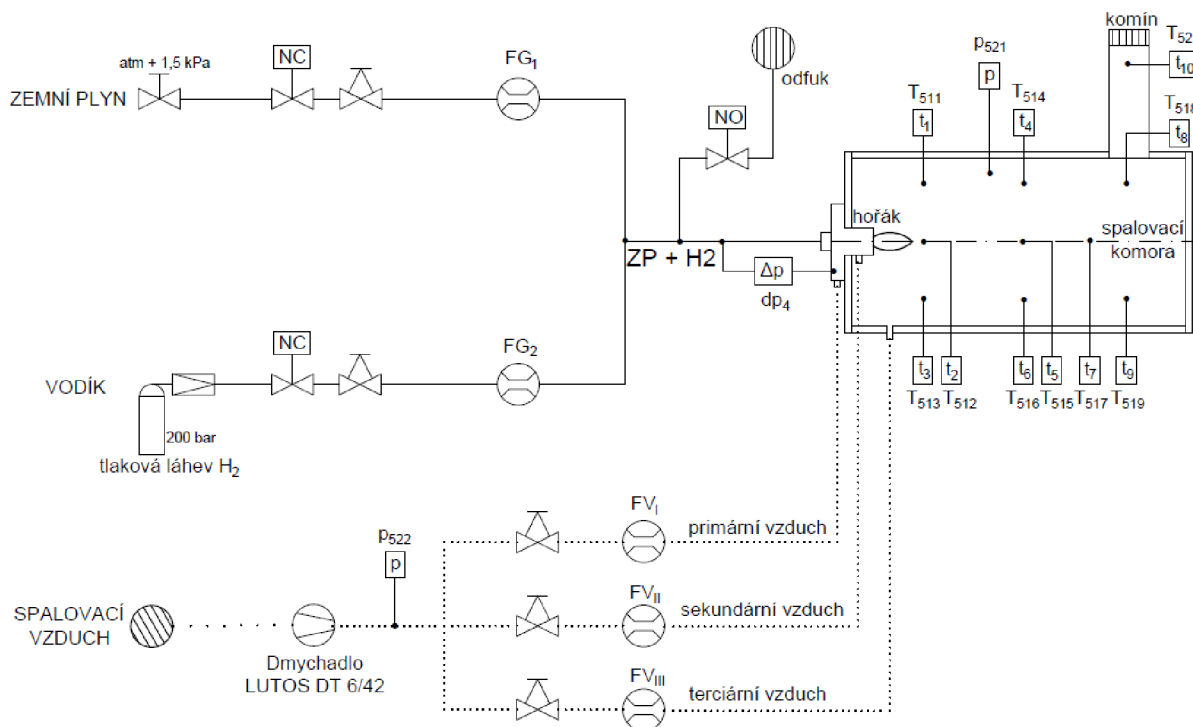 komín
T52
t10
p521
p
atm + 1,5 kPa
NC
FG1
odfuk
ZEMNÍ PLYN
T511
t1
T514
t4
T518
t8
NO
hořák
spalovací
komora
ZP + H2
Δp
dp4
NC
FG2
VODÍK
t3
t2
t6
t5
t7
t9
T513
T512
T516
T515
T517
T519
200 bar
tlaková láhev H2
FVI
primární vzduch
p522
p
FVII
SPALOVACÍ
VZDUCH
sekundární vzduch
Dmychadlo
LUTOS DT 6/42
FVIII
terciární vzduch